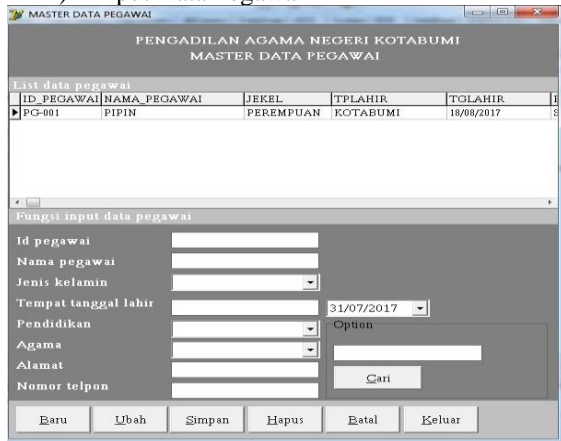 MASTER DATA PEGAWAI
PENGADILAN AGAMA NEGERI KOTABUMI
MASTER DATA PEGAWAI
List data pegawai
ID_PEGAWAI NAMA_PEGAWAI JEKEL TPLAHIR TGLAHIR
PG-001 PIPIN PEREMPUAN KOTABUMI 18/08/2017 S
Fungsi input data pegawai
Id pegawai
Nama pegawai
Jenis kelamin
Tempat tanggal lahir 31/07/2017
Pendidikan Option
Agama
Alamat Cari
Nomor telpon
Baru Ubah Simpan Hapus Batal Keluar